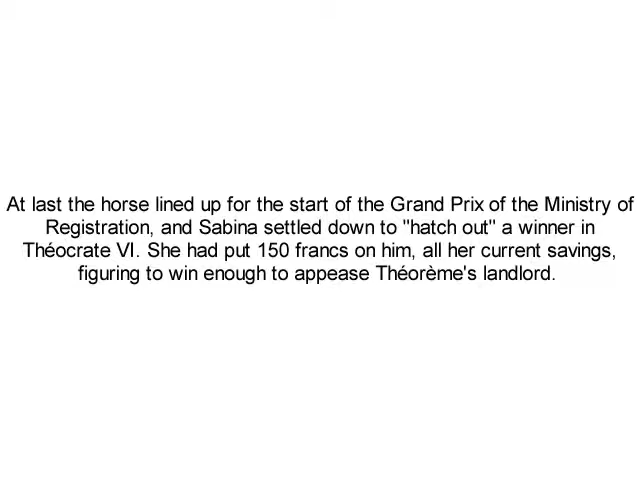 At last the horse lined up for the start of the Grand Prix of the Ministry of
Registration, and Sabina settled down to "hatch out" a winner in
Théocrate VI. She had put 150 francs on him, all her current savings,
figuring to win enough to appease Théorème's landlord.